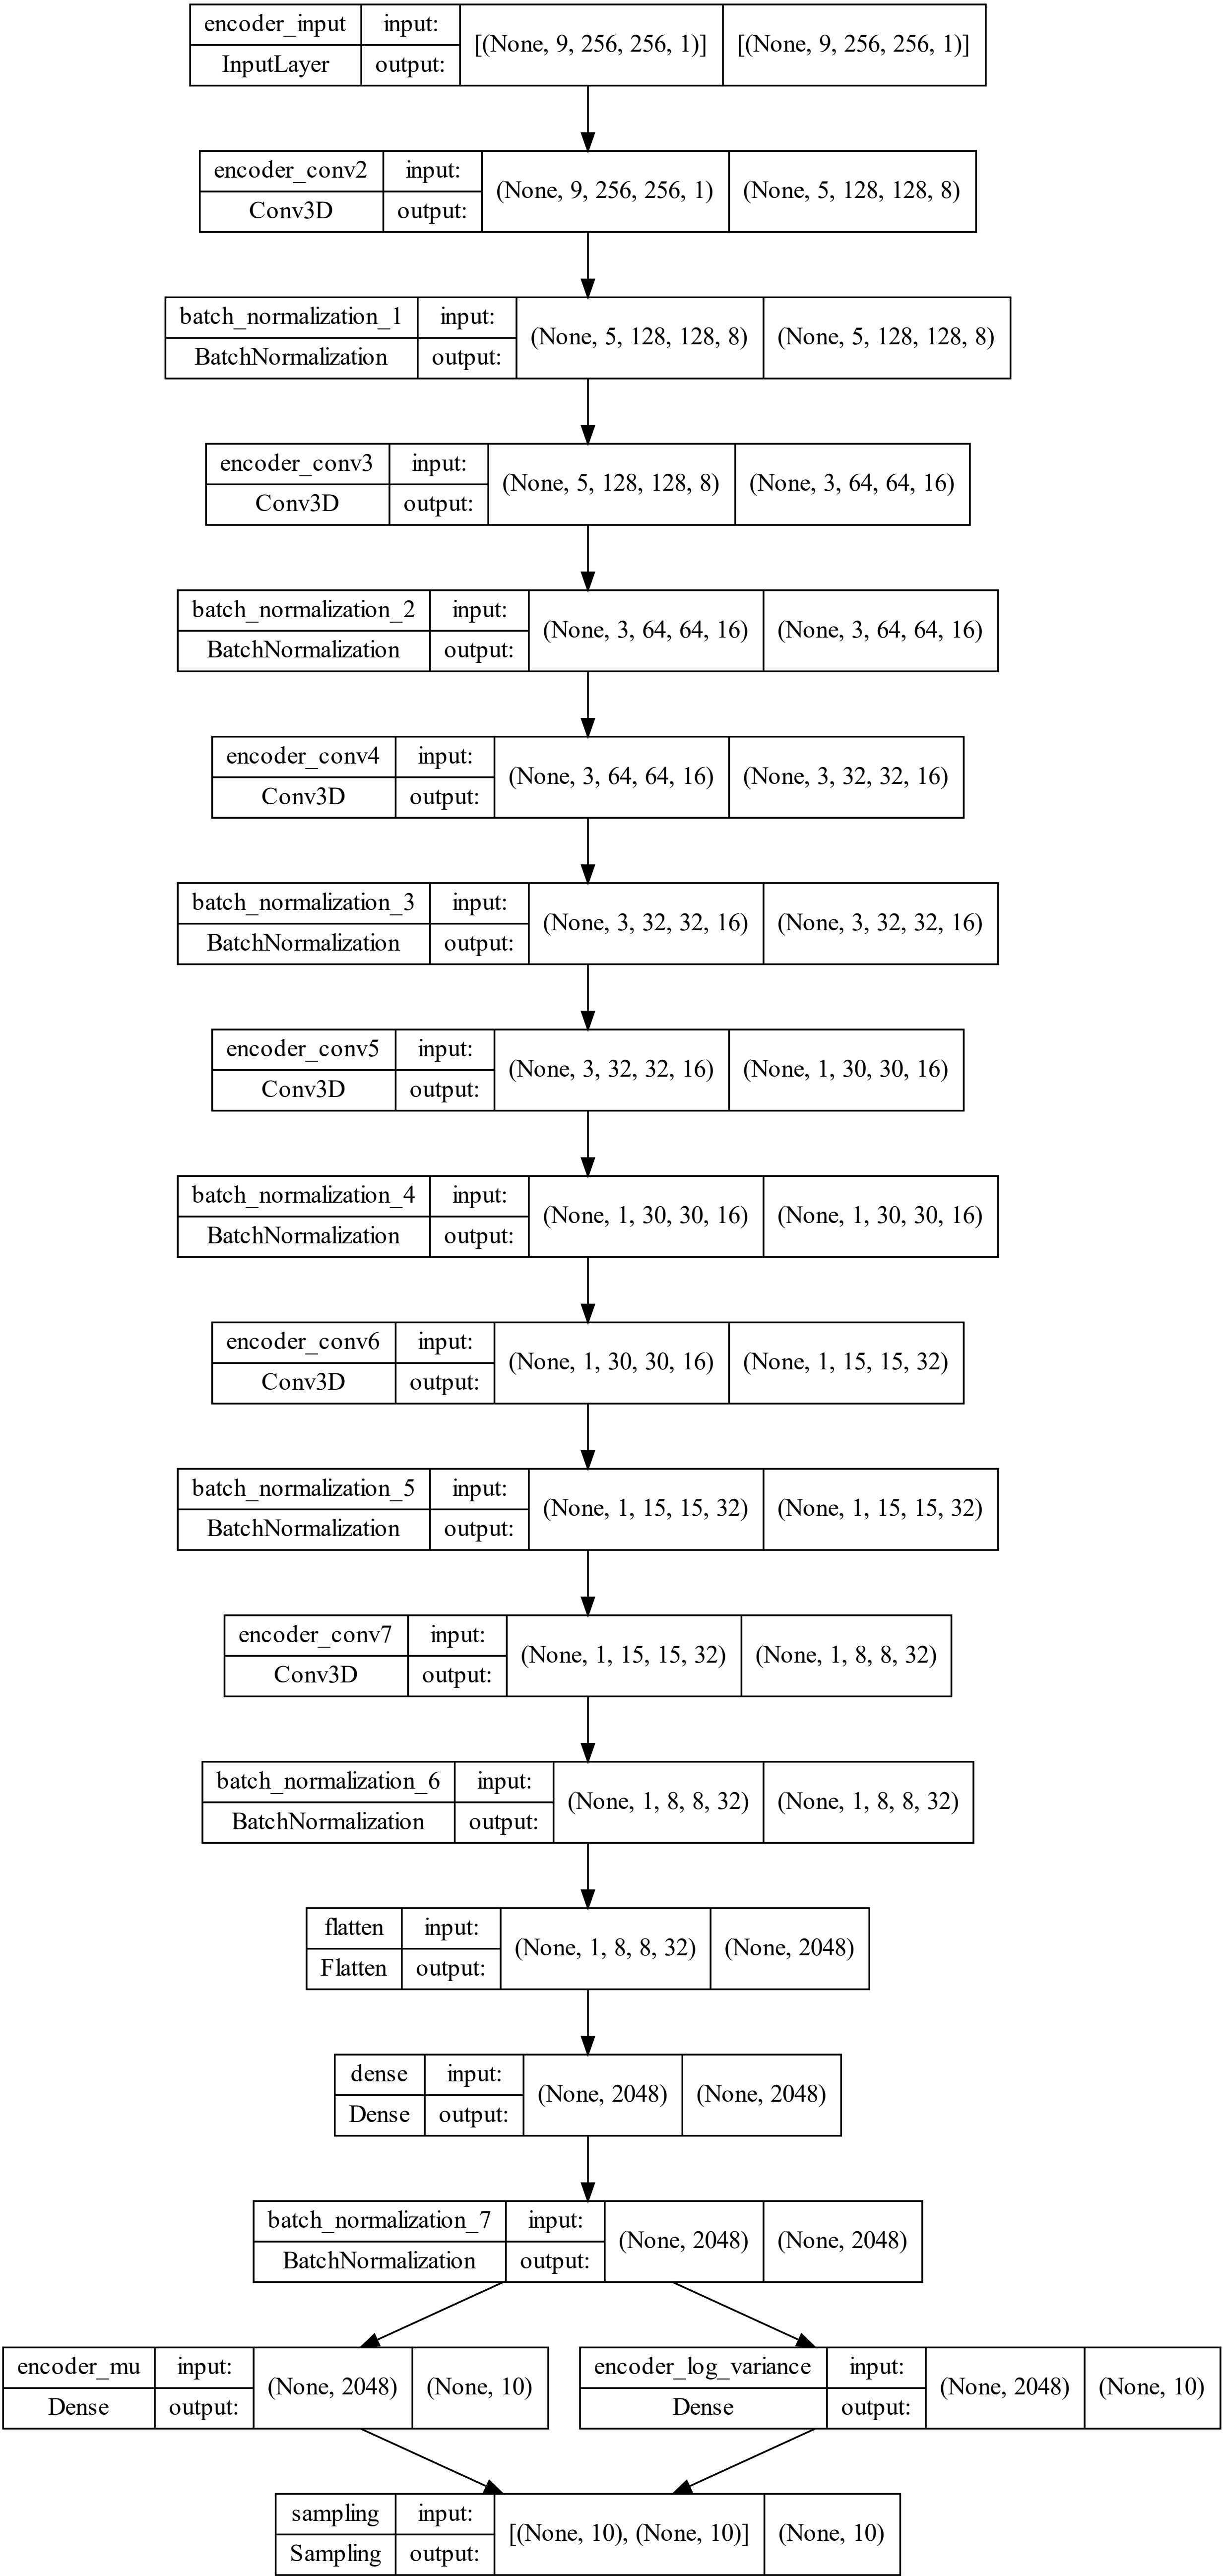 encoder_input input: [(None, 9, 256, 256, 1)] [(None, 9, 256, 256, 1)]
InputLayer output:
encoder_conv2 input: (None, 9, 256, 256, 1) (None, 5, 128, 128, 8)
Conv3D output:
batch_normalization_1 input: (None, 5, 128, 128, 8) (None, 5, 128, 128, 8)
BatchNormalization output:
encoder_conv3 input: (None, 5, 128, 128, 8) (None, 3, 64, 64, 16)
Conv3D output:
batch_normalization_2 input: (None, 3, 64, 64, 16) (None, 3, 64, 64, 16)
BatchNormalization output:
encoder_conv4 input: (None, 3, 64, 64, 16) (None, 3, 32, 32, 16)
Conv3D output:
batch_normalization_3 input: (None, 3, 32, 32, 16) (None, 3, 32, 32, 16)
BatchNormalization output:
encoder_conv5 input: (None, 3, 32, 32, 16) (None, 1, 30, 30, 16)
Conv3D output:
batch_normalization_4 input: (None, 1, 30, 30, 16) (None, 1, 30, 30, 16)
BatchNormalization output:
encoder_conv6 input: (None, 1, 30, 30, 16) (None, 1, 15, 15, 32)
Conv3D output:
batch_normalization_5 input: (None, 1, 15, 15, 32) (None, 1, 15, 15, 32)
BatchNormalization output:
encoder_conv7 input: (None, 1, 15, 15, 32) (None, 1, 8, 8, 32)
Conv3D output:
batch_normalization_6 input: (None, 1, 8, 8, 32) (None, 1, 8, 8, 32)
BatchNormalization output:
flatten input: (None, 1, 8, 8, 32) (None, 2048)
Flatten output:
dense input: (None, 2048) (None, 2048)
Dense output:
batch_normalization_7 input: (None, 2048) (None, 2048)
BatchNormalization output:
encoder_mu input: (None, 2048) (None, 10)
Dense output:
encoder_log_variance input: (None, 2048) (None, 10)
Dense output:
sampling input: [(None, 10), (None, 10)] (None, 10)
Sampling output: